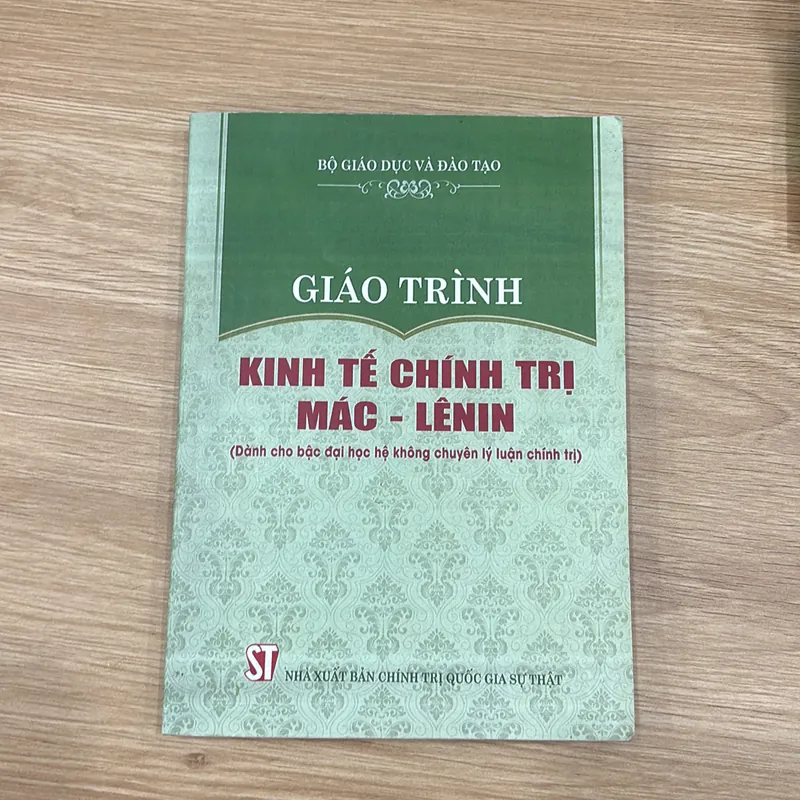 BỘ GIÁO DỤC VÀ ĐÀO TẠO
GIÁO TRÌNH
KINH TẾ CHÍNH TRỊ
MÁC - LÊNIN
(Dành cho bậc đại học hệ không chuyên lý luận chính trị)
ST NHÀ XUẤT BẢN CHÍNH TRỊ QUỐC GIA SỰ THẬT